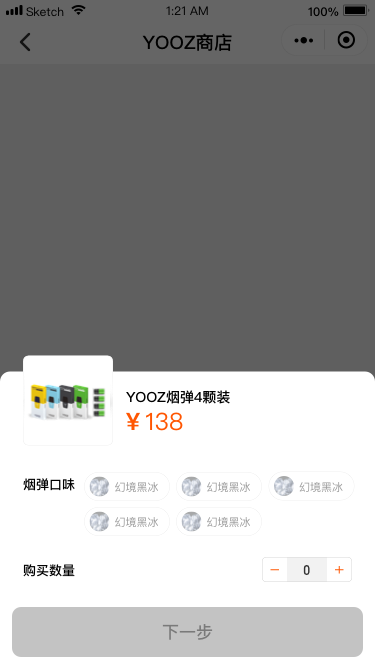 Sketch 1:21 AM 100%
YOOZ商店
YOOZ烟弹4颗装
¥138
烟弹口味 幻境黑冰 幻境黑冰 幻境黑冰
幻境黑冰 幻境黑冰
购买数量 − 0 +
下一步